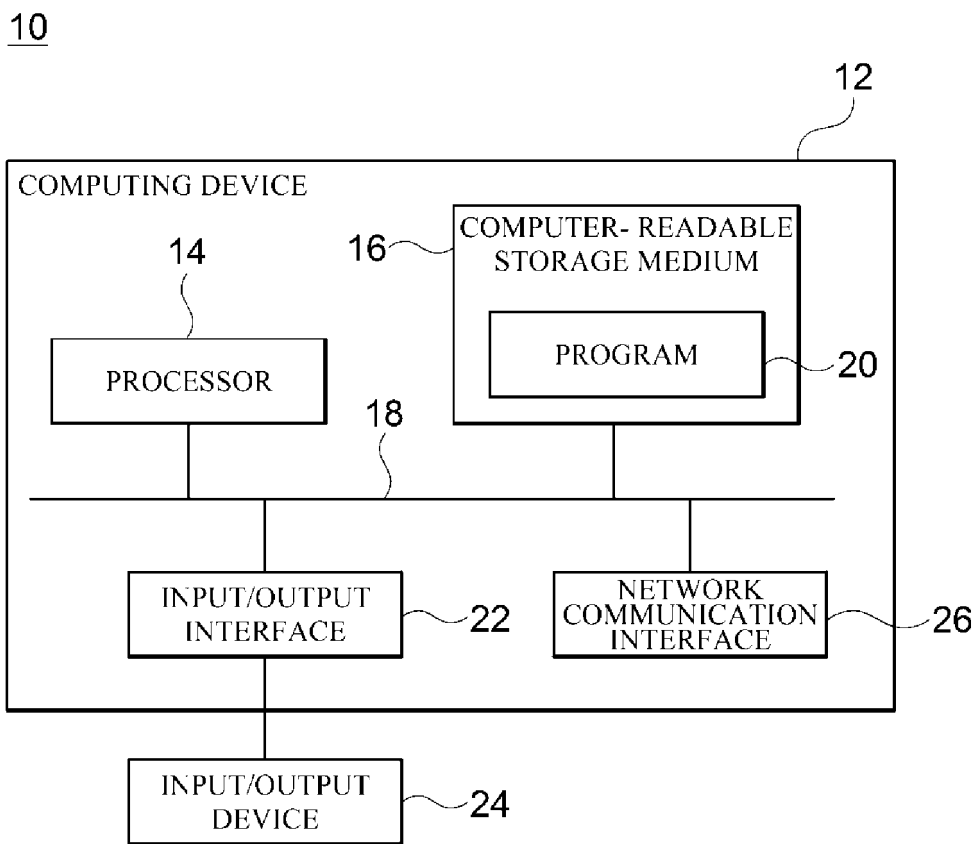 10
12
COMPUTING DEVICE
14
PROCESSOR
16
COMPUTER- READABLE
STORAGE MEDIUM
PROGRAM
20
18
INPUT/OUTPUT
INTERFACE
22
NETWORK
COMMUNICATION
INTERFACE
26
INPUT/OUTPUT
DEVICE
24